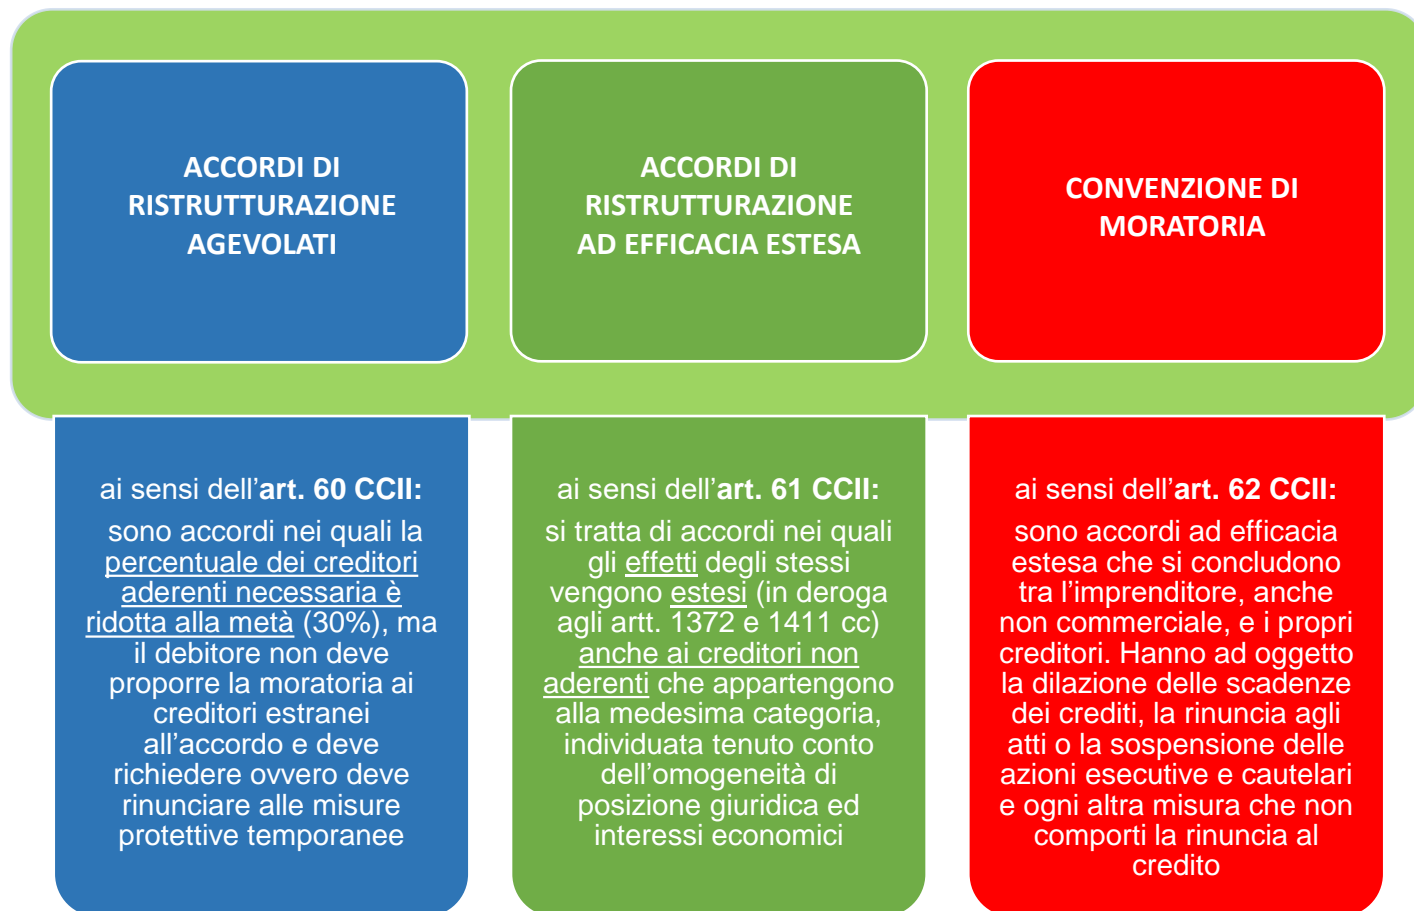 ACCORDI DI
RISTRUTTURAZIONE
AGEVOLATI
ACCORDI DI
RISTRUTTURAZIONE
AD EFFICACIA ESTESA
CONVENZIONE DI
MORATORIA
ai sensi dell’art. 60 CCII:
sono accordi nei quali la
percentuale dei creditori
aderenti necessaria è
ridotta alla metà (30%), ma
il debitore non deve
proporre la moratoria ai
creditori estranei
all’accordo e deve
richiedere ovvero deve
rinunciare alle misure
protettive temporanee
ai sensi dell’art. 61 CCII:
si tratta di accordi nei quali
gli effetti degli stessi
vengono estesi (in deroga
agli artt. 1372 e 1411 cc)
anche ai creditori non
aderenti che appartengono
alla medesima categoria,
individuata tenuto conto
dell’omogeneità di
posizione giuridica ed
interessi economici
ai sensi dell’art. 62 CCII:
sono accordi ad efficacia
estesa che si concludono
tra l’imprenditore, anche
non commerciale, e i propri
creditori. Hanno ad oggetto
la dilazione delle scadenze
dei crediti, la rinuncia agli
atti o la sospensione delle
azioni esecutive e cautelari
e ogni altra misura che non
comporti la rinuncia al
credito